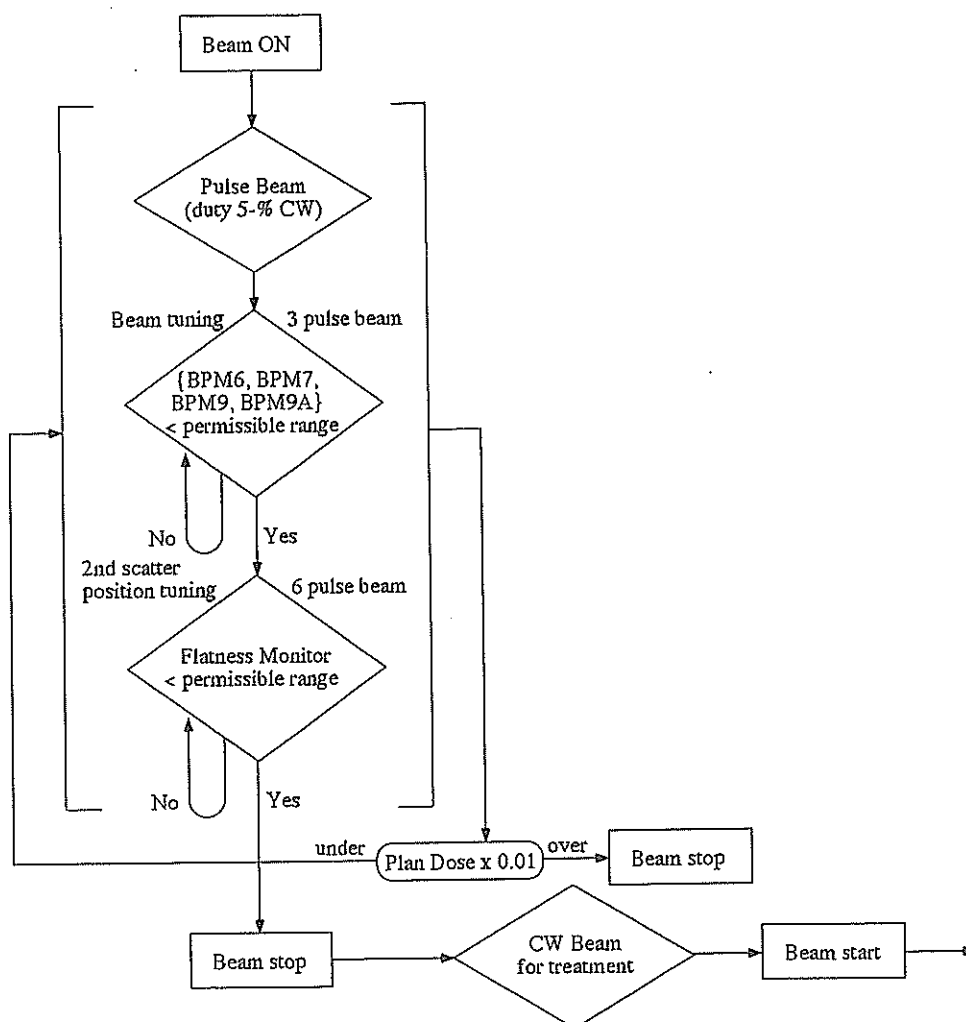 Beam ON
Pulse Beam
(duty 5-% CW)
Beam tuning
3 pulse beam
{BPM6, BPM7,
BPM9, BPM9A}
< permissible range
No
Yes
2nd scatter
position tuning
6 pulse beam
Flatness Monitor
< permissible range
No
Yes
under
Plan Dose x 0.01
over
Beam stop
Beam stop
CW Beam
for treatment
Beam start